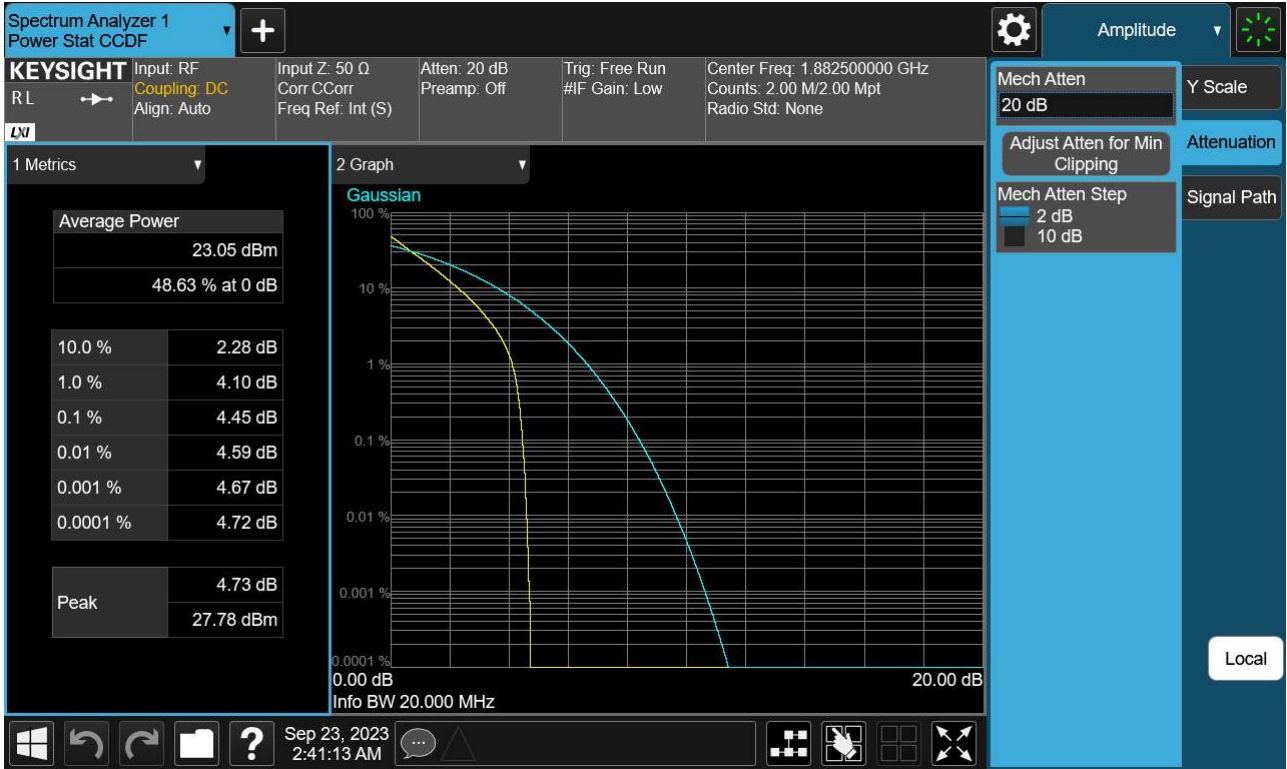 Spectrum Analyzer 1
Power Stat CCDF
+
Amplitude
KEYSIGHT
R L
LXI
Input: RF
Coupling: DC
Align: Auto
Input Z: 50 Ω
Corr CCorr
Freq Ref: Int (S)
Atten: 20 dB
Preamp: Off
Trig: Free Run
#IF Gain: Low
Center Freq: 1.882500000 GHz
Counts: 2.00 M/2.00 Mpt
Radio Std: None
Mech Atten
20 dB
Adjust Atten for Min
Clipping
Mech Atten Step
2 dB
10 dB
Y Scale
Attenuation
Signal Path
Local
1 Metrics
Average Power
23.05 dBm
48.63 % at 0 dB
10.0 % 2.28 dB
1.0 % 4.10 dB
0.1 % 4.45 dB
0.01 % 4.59 dB
0.001 % 4.67 dB
0.0001 % 4.72 dB
Peak
4.73 dB
27.78 dBm
2 Graph
Gaussian
100 %
10 %
1 %
0.1 %
0.01 %
0.001 %
0.0001 %
0.00 dB 20.00 dB
Info BW 20.000 MHz
?
Sep 23, 2023
2:41:13 AM